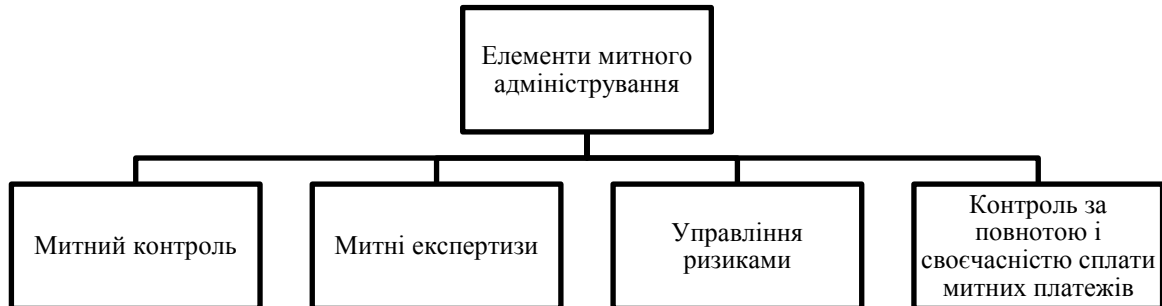 Елементи митного
адміністрування
Митний контроль
Митні експертизи
Управління
ризиками
Контроль за
повнотою і
своєчасністю сплати
митних платежів